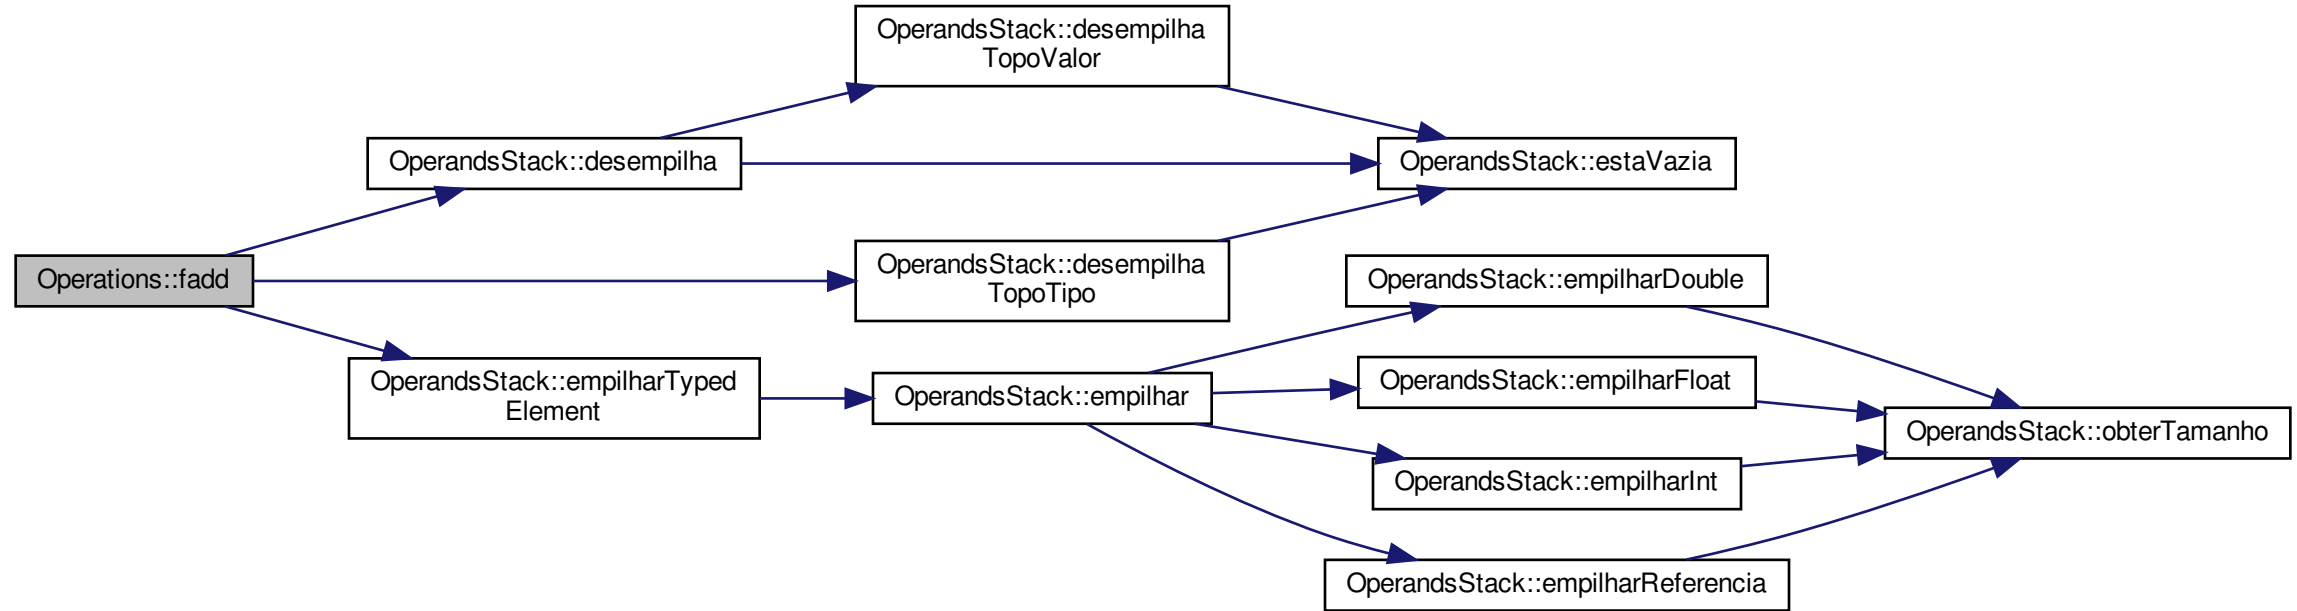 OperandsStack::desempilha
TopoValor
OperandsStack::desempilha
OperandsStack::estaVazia
Operations::fadd
OperandsStack::desempilha
TopoTipo
OperandsStack::empilharDouble
OperandsStack::empilharTyped
Element
OperandsStack::empilhar
OperandsStack::empilharFloat
OperandsStack::obterTamanho
OperandsStack::empilharInt
OperandsStack::empilharReferencia